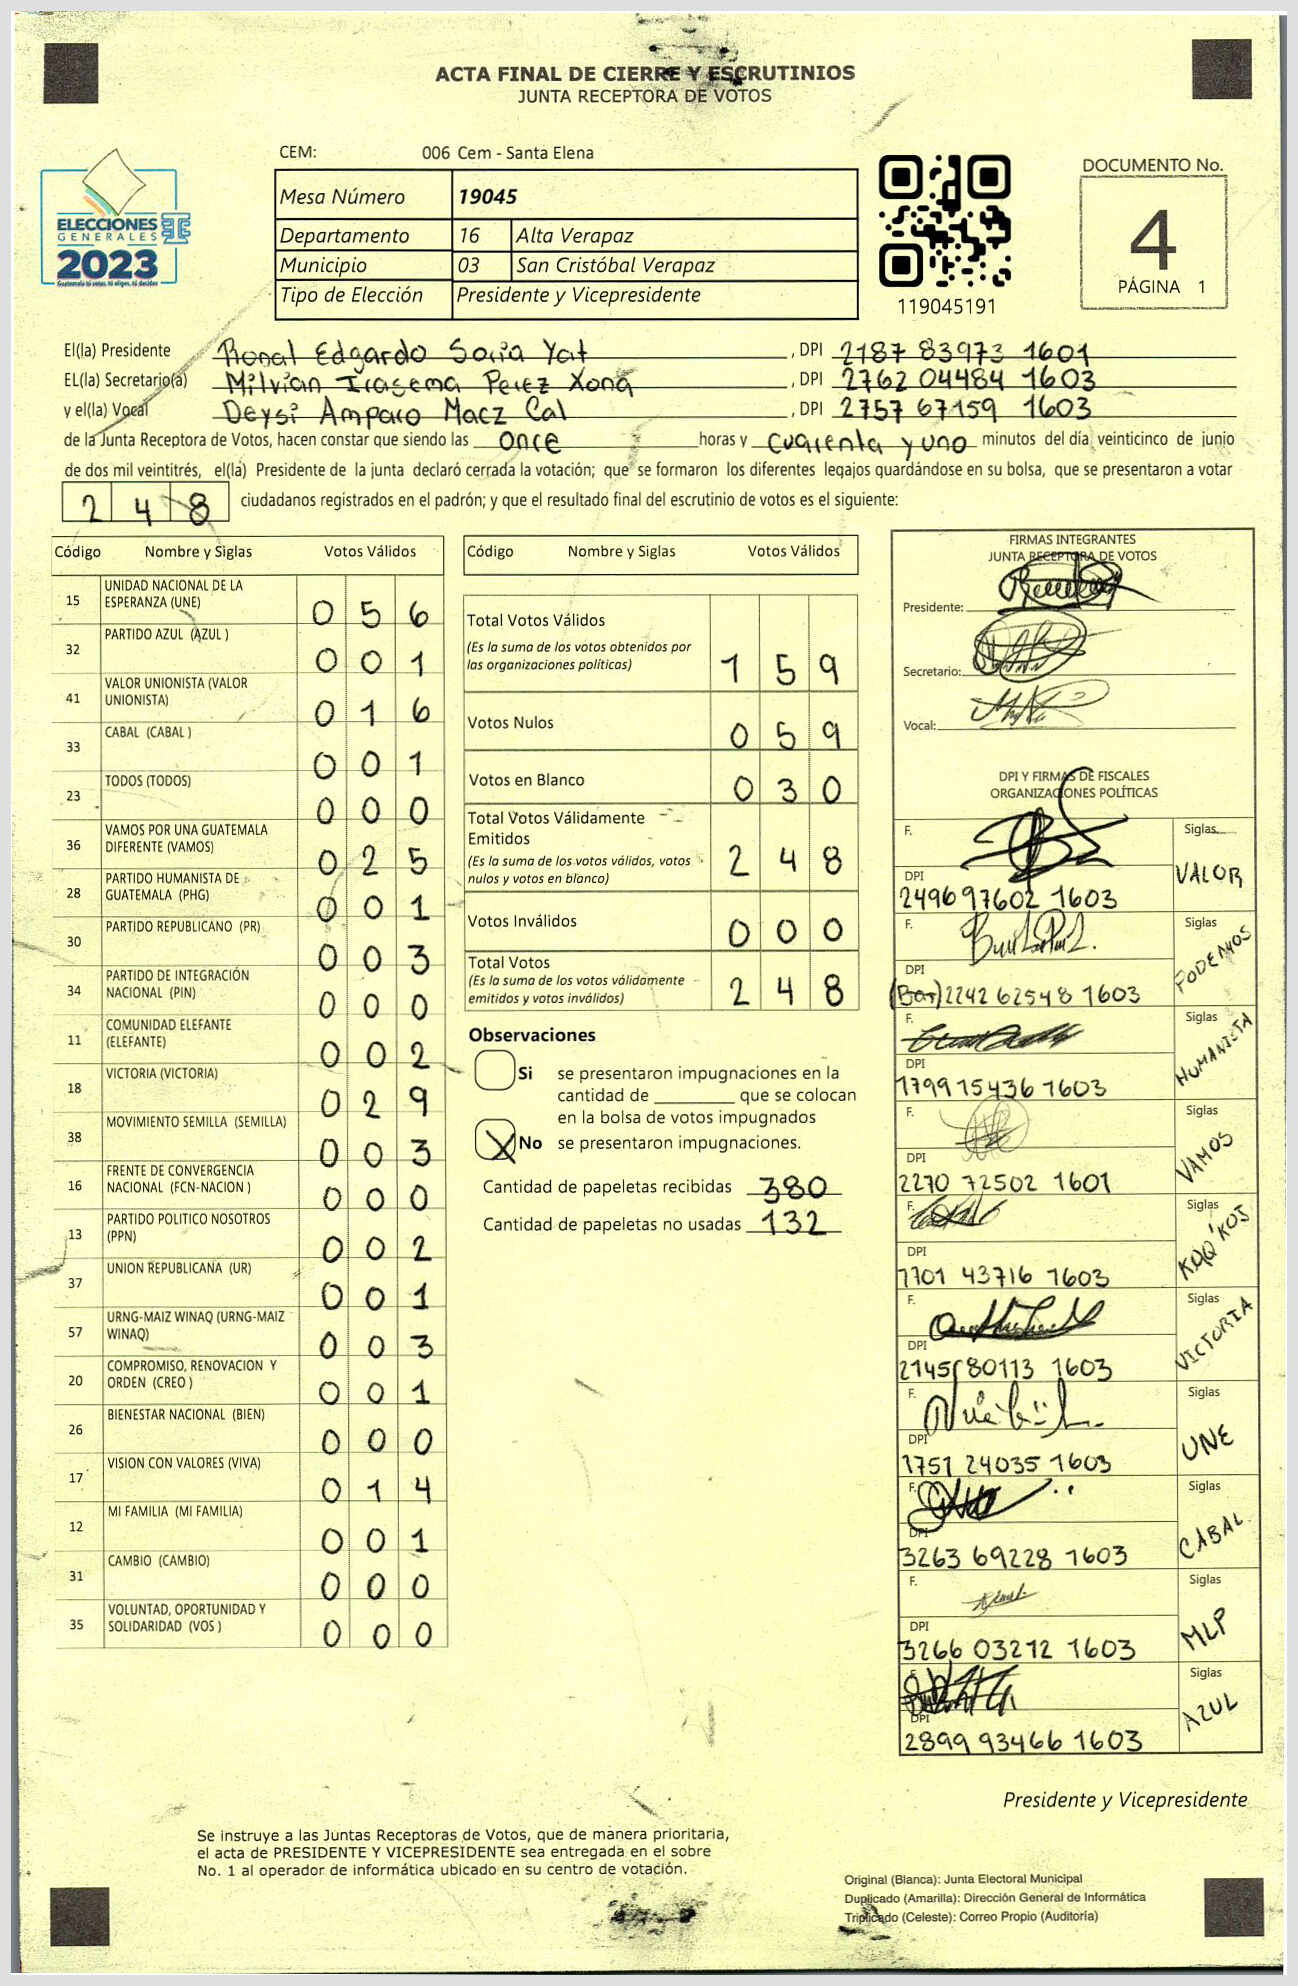 ACTA FINAL DE CIERRE Y ESCRUTINIOS
JUNTA RECEPTORA DE VOTOS
CEM: 006 Cem - Santa Elena
ELECCIONES
GENERALES
2023
Guatemala tú votas, tú eliges, tú decides
Mesa Número 19045
Departamento 16 Alta Verapaz
Municipio 03 San Cristóbal Verapaz
Tipo de Elección Presidente y Vicepresidente
119045191
DOCUMENTO No.
4
PÁGINA 1
El(la) Presidente Ronal Edgardo Soria Yat, DPI 2187 83973 1601
EL(la) Secretario(a) Milvian Irasema Perez Xona, DPI 2762 04484 1603
y el(la) Vocal Deysi Amparo Macz Cal, DPI 2757 67159 1603
de la Junta Receptora de Votos, hacen constar que siendo las once horas y cuarenta y uno minutos del día veinticinco de junio
de dos mil veintitrés, el(la) Presidente de la junta declaró cerrada la votación; que se formaron los diferentes legajos guardándose en su bolsa, que se presentaron a votar
2 4 8 ciudadanos registrados en el padrón; y que el resultado final del escrutinio de votos es el siguiente:
Código Nombre y Siglas Votos Válidos
15 UNIDAD NACIONAL DE LA ESPERANZA (UNE) 0 5 6
32 PARTIDO AZUL (AZUL ) 0 0 1
41 VALOR UNIONISTA (VALOR UNIONISTA) 0 1 6
33 CABAL (CABAL ) 0 0 1
23 TODOS (TODOS) 0 0 0
36 VAMOS POR UNA GUATEMALA DIFERENTE (VAMOS) 0 2 5
28 PARTIDO HUMANISTA DE GUATEMALA (PHG) 0 0 1
30 PARTIDO REPUBLICANO (PR) 0 0 3
34 PARTIDO DE INTEGRACIÓN NACIONAL (PIN) 0 0 0
11 COMUNIDAD ELEFANTE (ELEFANTE) 0 0 2
18 VICTORIA (VICTORIA) 0 2 9
38 MOVIMIENTO SEMILLA (SEMILLA) 0 0 3
16 FRENTE DE CONVERGENCIA NACIONAL (FCN-NACION ) 0 0 0
13 PARTIDO POLITICO NOSOTROS (PPN) 0 0 2
37 UNION REPUBLICANA (UR) 0 0 1
57 URNG-MAIZ WINAQ (URNG-MAIZ WINAQ) 0 0 3
20 COMPROMISO, RENOVACION Y ORDEN (CREO ) 0 0 1
26 BIENESTAR NACIONAL (BIEN) 0 0 0
17 VISION CON VALORES (VIVA) 0 1 4
12 MI FAMILIA (MI FAMILIA) 0 0 1
31 CAMBIO (CAMBIO) 0 0 0
35 VOLUNTAD, OPORTUNIDAD Y SOLIDARIDAD (VOS ) 0 0 0
Código Nombre y Siglas Votos Válidos
Total Votos Válidos
(Es la suma de los votos obtenidos por
las organizaciones políticas) 1 5 9
Votos Nulos 0 5 9
Votos en Blanco 0 3 0
Total Votos Válidamente
Emitidos
(Es la suma de los votos válidos, votos
nulos y votos en blanco) 2 4 8
Votos Inválidos 0 0 0
Total Votos
(Es la suma de los votos válidamente
emitidos y votos inválidos) 2 4 8
Observaciones
Si se presentaron impugnaciones en la
cantidad de ________ que se colocan
en la bolsa de votos impugnados
No se presentaron impugnaciones.
Cantidad de papeletas recibidas 380
Cantidad de papeletas no usadas 132
FIRMAS INTEGRANTES
JUNTA RECEPTORA DE VOTOS
Presidente:
Secretario:
Vocal:
DPI Y FIRMAS DE FISCALES
ORGANIZACIONES POLÍTICAS
F. Siglas
DPI VALOR
2496 97602 1603
F. Siglas
DPI PODEMOS
(Bar) 2242 62548 1603
F. Siglas
DPI HUMANISTA
1799 15436 1603
F. Siglas
DPI VAMOS
2270 72502 1601
F. Siglas
DPI KAQ'KOJ
1701 43716 1603
F. Siglas
DPI VICTORIA
2145 80113 1603
F. Siglas
DPI UNE
1751 24035 1603
F. Siglas
DPI CABAL
3263 69228 1603
F. Siglas
DPI MLP
3266 03212 1603
F. Siglas
DPI AZUL
2899 93466 1603
Presidente y Vicepresidente
Se instruye a las Juntas Receptoras de Votos, que de manera prioritaria,
el acta de PRESIDENTE Y VICEPRESIDENTE sea entregada en el sobre
No. 1 al operador de informática ubicado en su centro de votación.
Original (Blanca): Junta Electoral Municipal
Duplicado (Amarilla): Dirección General de Informática
Triplicado (Celeste): Correo Propio (Auditoría)